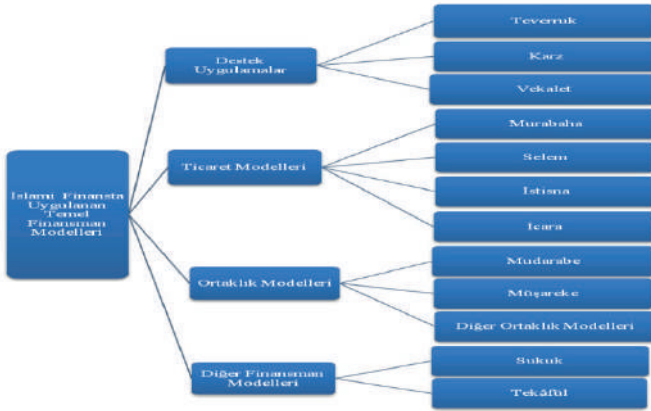 İslami Finansta
Uygulanan
Temel
Finansman
Modelleri
Destek
Uygulamalar
Teverruk
Karz
Vekalet
Ticaret Modelleri
Murabaha
Selem
İstisna
İcara
Ortaklık Modelleri
Mudarabe
Müşareke
Diğer Ortaklık Modelleri
Diğer Finansman
Modelleri
Sukuk
Tekâfül